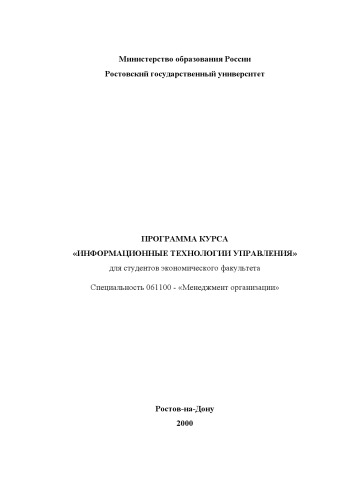 Министерство образования России
Ростовский государственный университет
ПРОГРАММА КУРСА
«ИНФОРМАЦИОННЫЕ ТЕХНОЛОГИИ УПРАВЛЕНИЯ»
для студентов экономического факультета
Специальность 061100 - «Менеджмент организации»
Ростов-на-Дону
2000